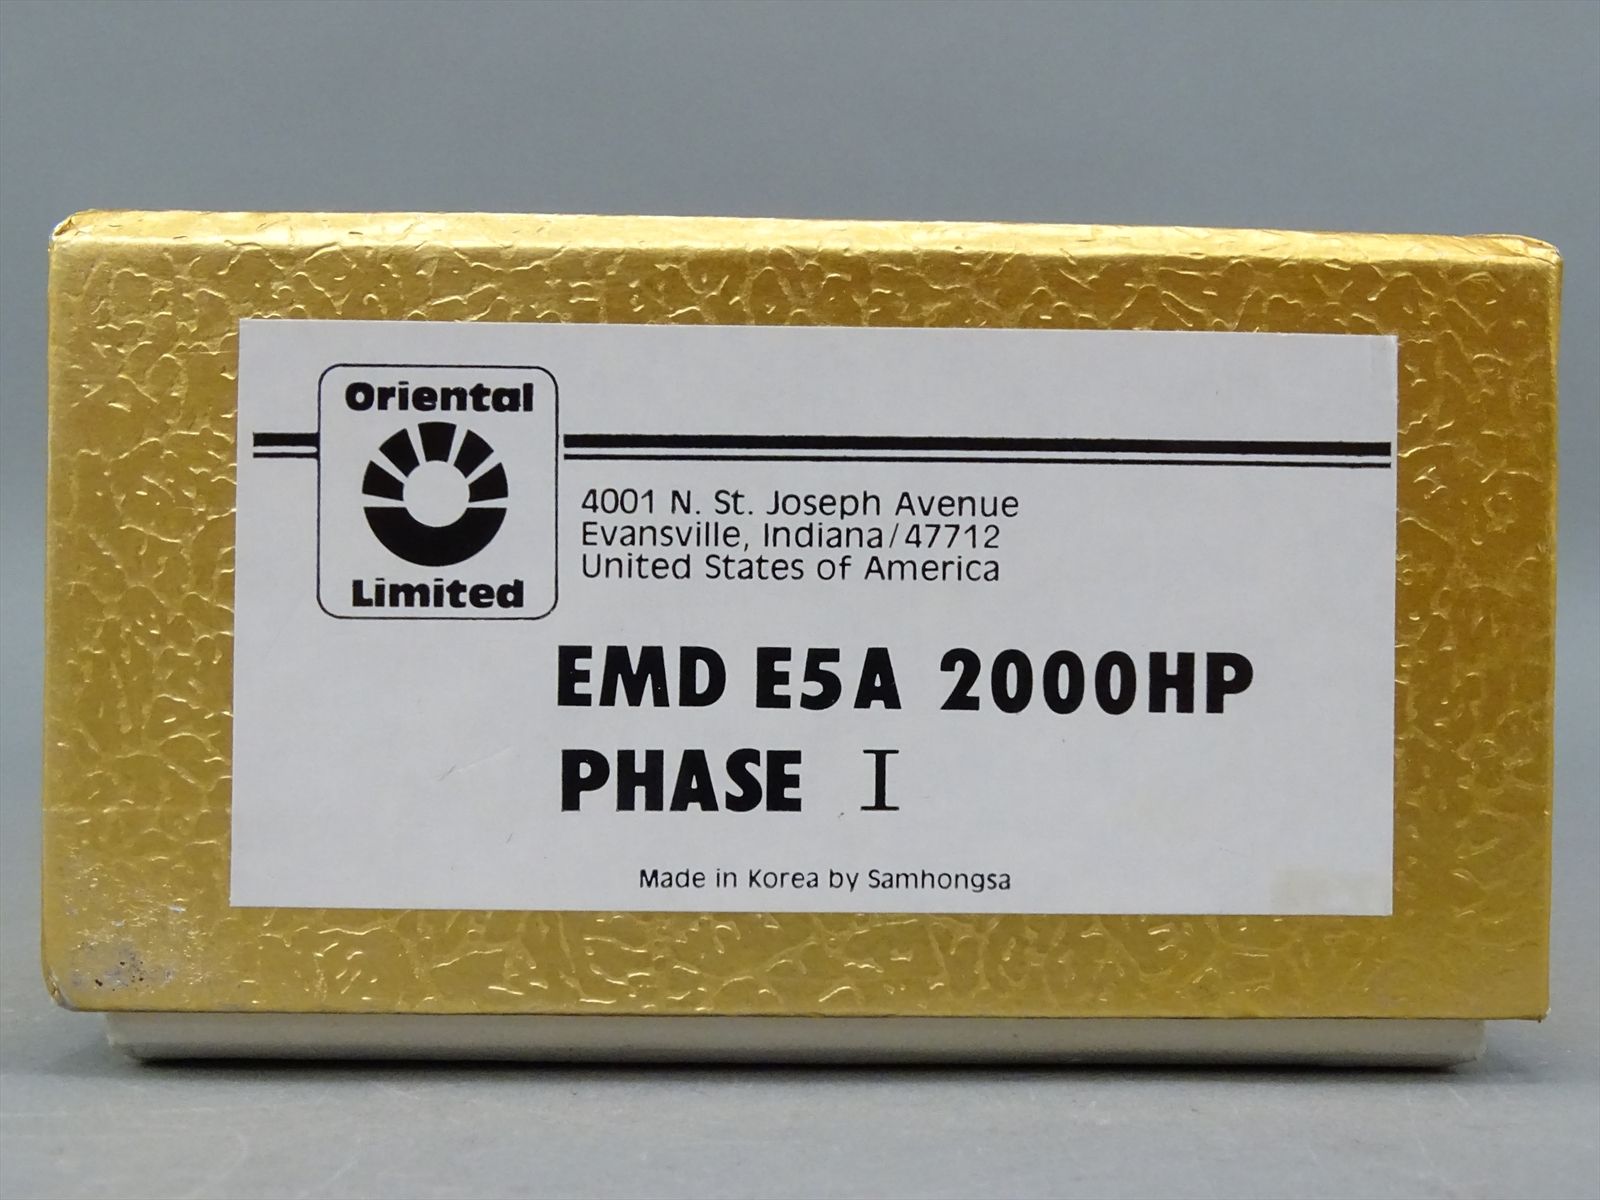 Oriental
Limited
4001 N. St. Joseph Avenue
Evansville, Indiana/47712
United States of America
EMD E5A 2000HP
PHASE I
Made in Korea by Samhongsa